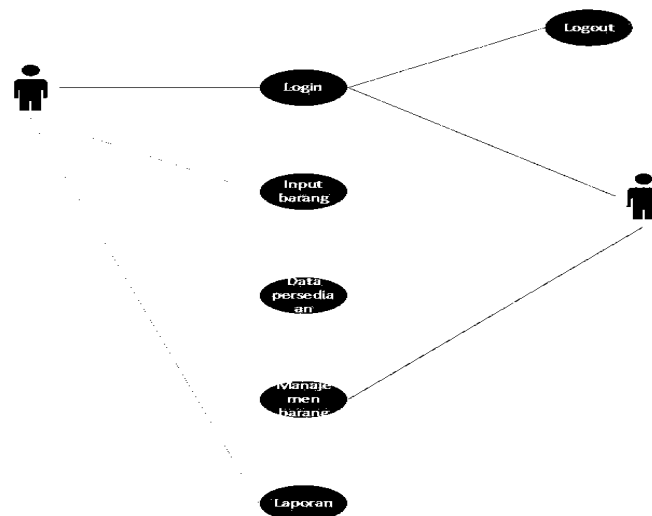 Logout
Login
Input
barang
Data
persedia
an
Manaje
men
barang
Laporan